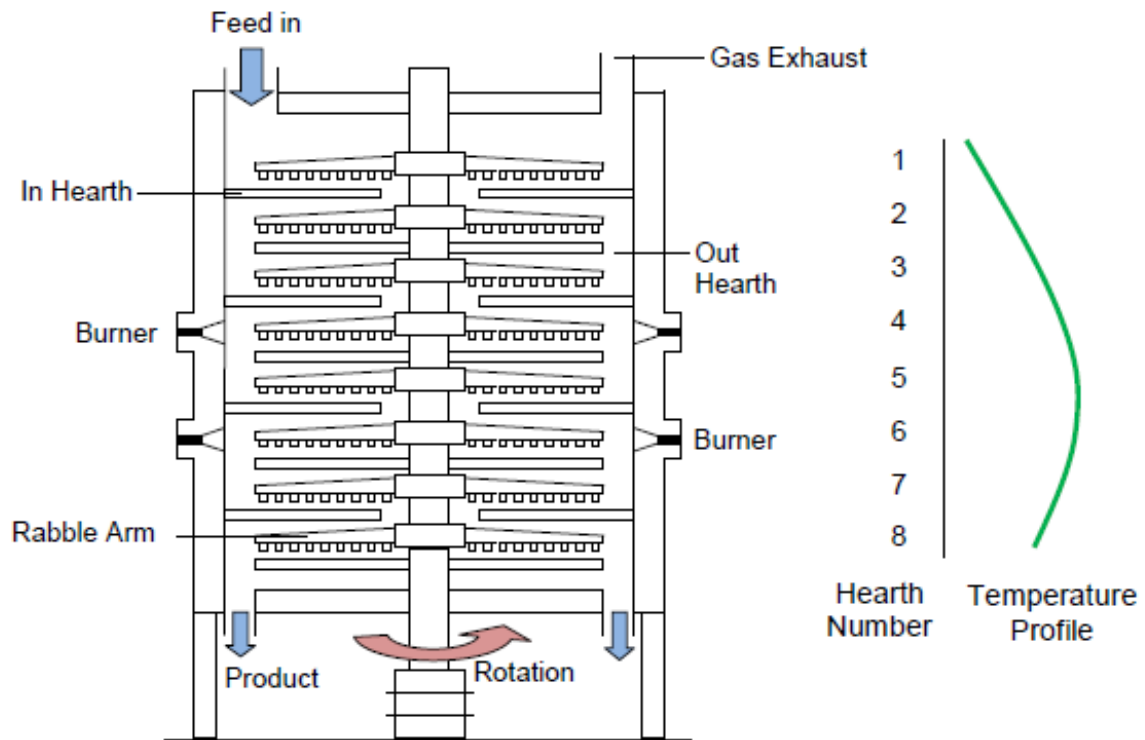 Feed in
Gas Exhaust
In Hearth
Out
Hearth
Burner
Burner
Rabble Arm
Product
Rotation
1
2
3
4
5
6
7
8
Hearth
Number
Temperature
Profile